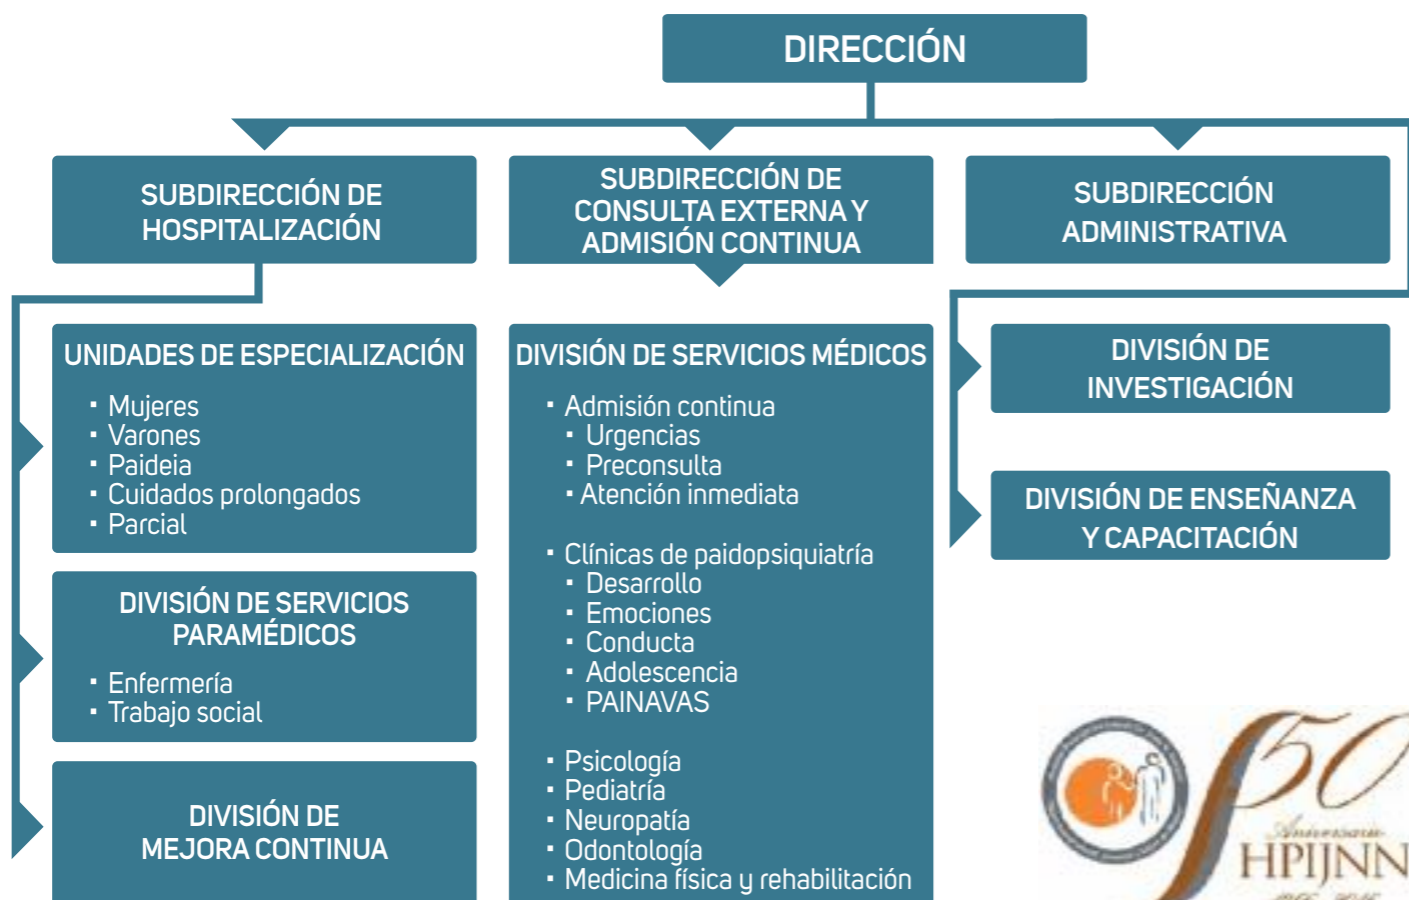 DIRECCIÓN
SUBDIRECCIÓN DE
HOSPITALIZACIÓN
SUBDIRECCIÓN DE
CONSULTA EXTERNA Y
ADMISIÓN CONTINUA
SUBDIRECCIÓN
ADMINISTRATIVA
UNIDADES DE ESPECIALIZACIÓN
▪ Mujeres
▪ Varones
▪ Paideia
▪ Cuidados prolongados
▪ Parcial
DIVISIÓN DE SERVICIOS
PARAMÉDICOS
▪ Enfermería
▪ Trabajo social
DIVISIÓN DE
MEJORA CONTINUA
DIVISIÓN DE SERVICIOS MÉDICOS
▪ Admisión continua
▪ Urgencias
▪ Preconsulta
▪ Atención inmediata
▪ Clínicas de paidopsiquiatría
▪ Desarrollo
▪ Emociones
▪ Conducta
▪ Adolescencia
▪ PAINAVAS
▪ Psicología
▪ Pediatría
▪ Neuropatía
▪ Odontología
▪ Medicina física y rehabilitación
DIVISIÓN DE
INVESTIGACIÓN
DIVISIÓN DE ENSEÑANZA
Y CAPACITACIÓN
50
Aniversario
HPIJNN